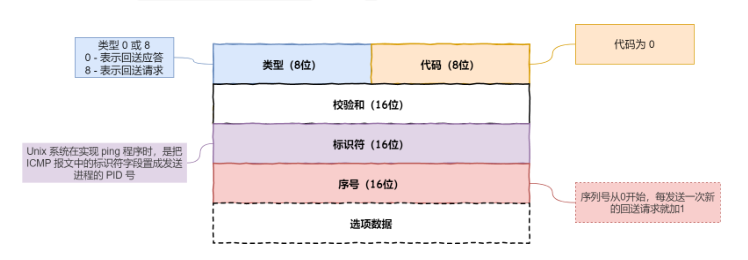 类型 0 或 8
0 - 表示回送应答
8 - 表示回送请求
类型（8位）
代码（8位）
代码为 0
校验和（16位）
Unix 系统在实现 ping 程序时，是把
ICMP 报文中的标识符字段置成发送
进程的 PID 号
标识符（16位）
序号（16位）
序列号从0开始，每发送一次新
的回送请求就加1
选项数据